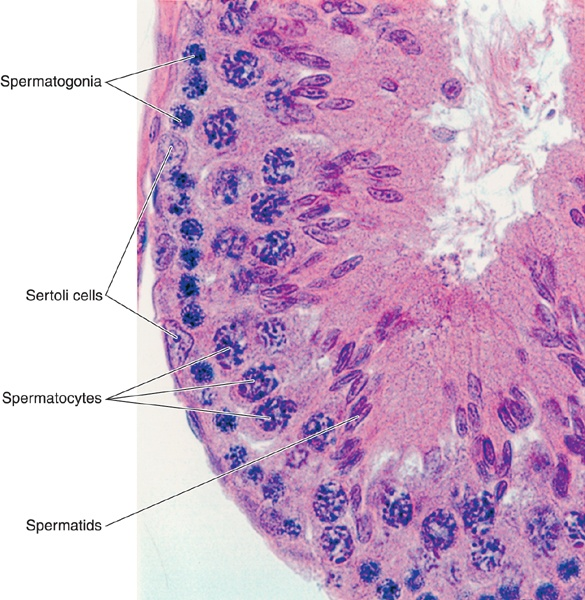 Spermatogonia
Sertoli cells
Spermatocytes
Spermatids